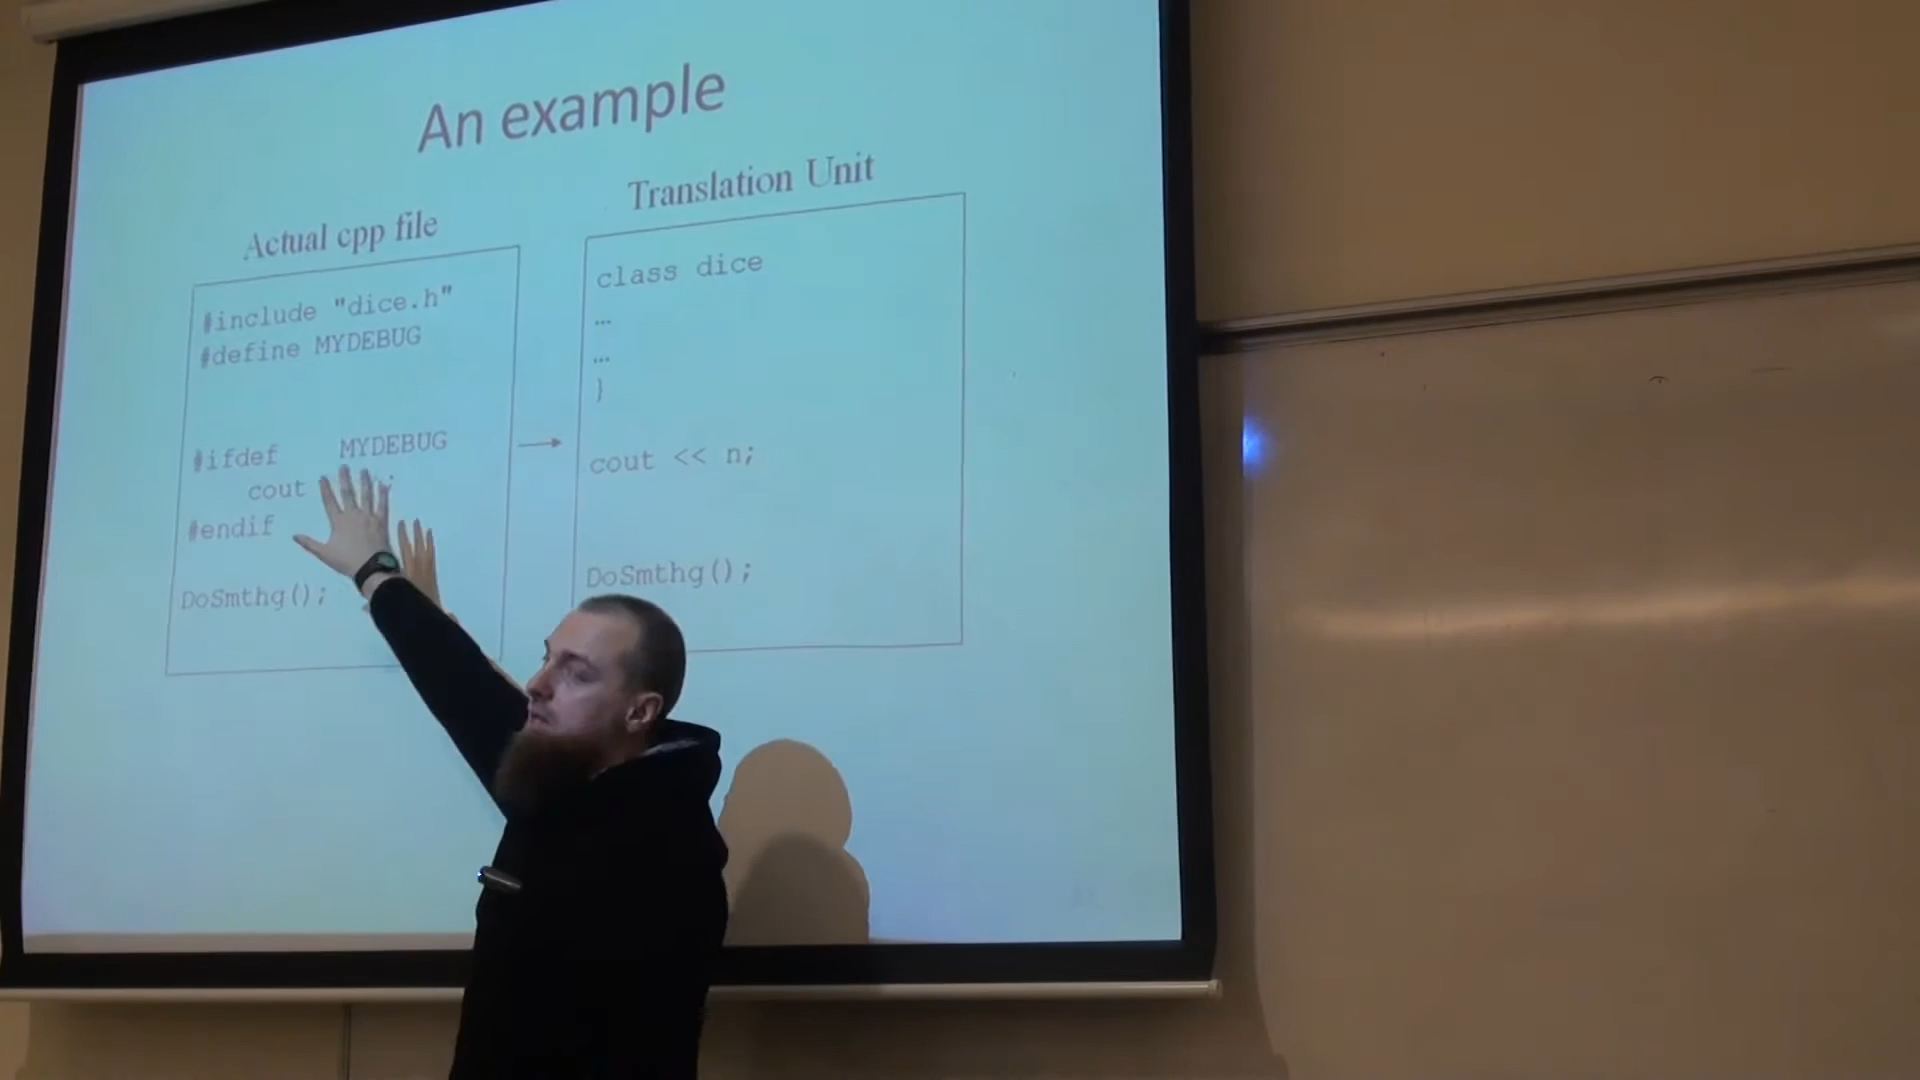 An example
Actual cpp file
#include "dice.h"
#define MYDEBUG
#ifdef MYDEBUG
cout
#endif
DoSmthg();
Translation Unit
class dice
...
...
}
cout << n;
DoSmthg();